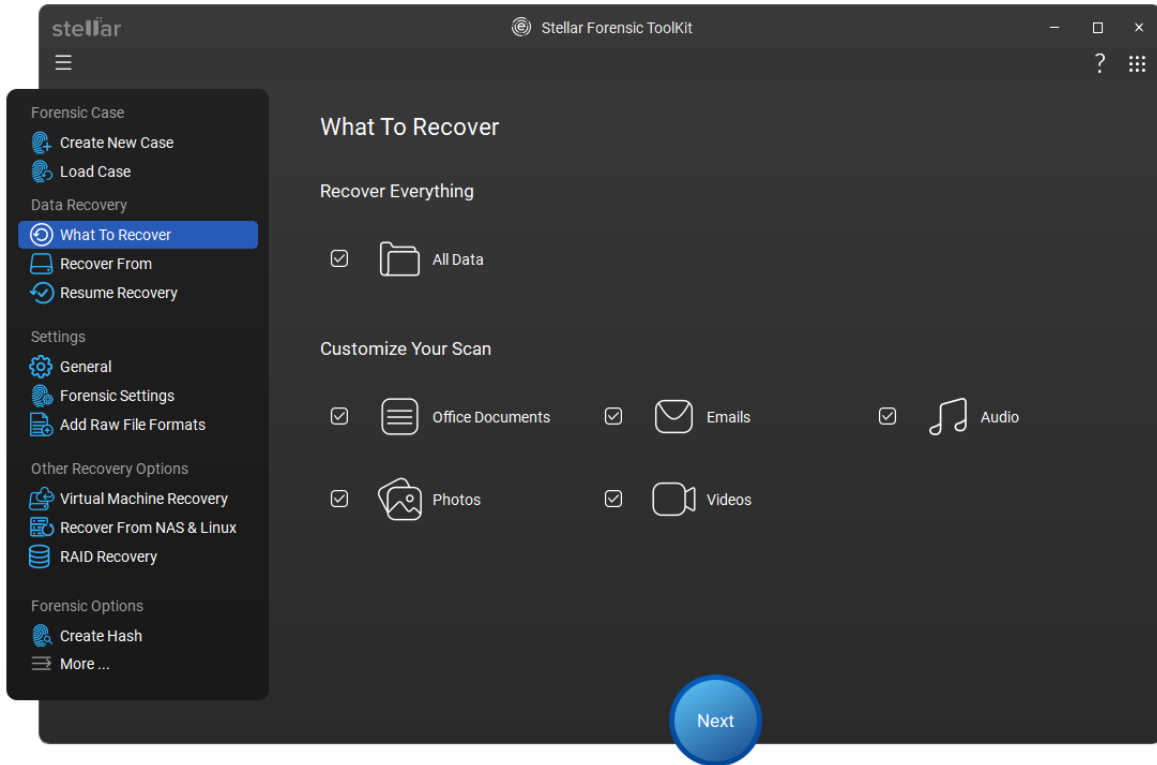 stellar
Stellar Forensic ToolKit
?
Forensic Case
Create New Case
Load Case
Data Recovery
What To Recover
Recover From
Resume Recovery
Settings
General
Forensic Settings
Add Raw File Formats
Other Recovery Options
Virtual Machine Recovery
Recover From NAS & Linux
RAID Recovery
Forensic Options
Create Hash
More ...
What To Recover
Recover Everything
All Data
Customize Your Scan
Office Documents
Emails
Audio
Photos
Videos
Next